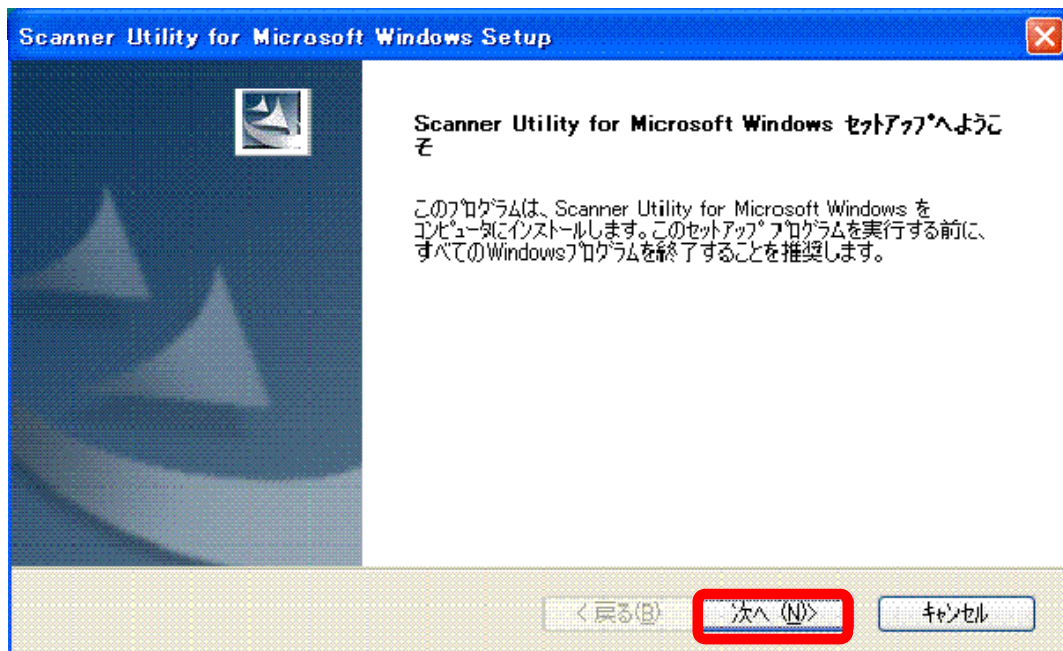 Scanner Utility for Microsoft Windows Setup
Scanner Utility for Microsoft Windows ｾｯﾄｱｯﾌﾟへようこ
そ
このﾌﾟﾛｸﾞﾗﾑは、Scanner Utility for Microsoft Windows を
ｺﾝﾋﾟｭｰﾀにｲﾝｽﾄｰﾙします。このｾｯﾄｱｯﾌﾟ ﾌﾟﾛｸﾞﾗﾑを実行する前に、
すべてのWindowsﾌﾟﾛｸﾞﾗﾑを終了することを推奨します。
< 戻る(B)
次へ (N)>
ｷｬﾝｾﾙ